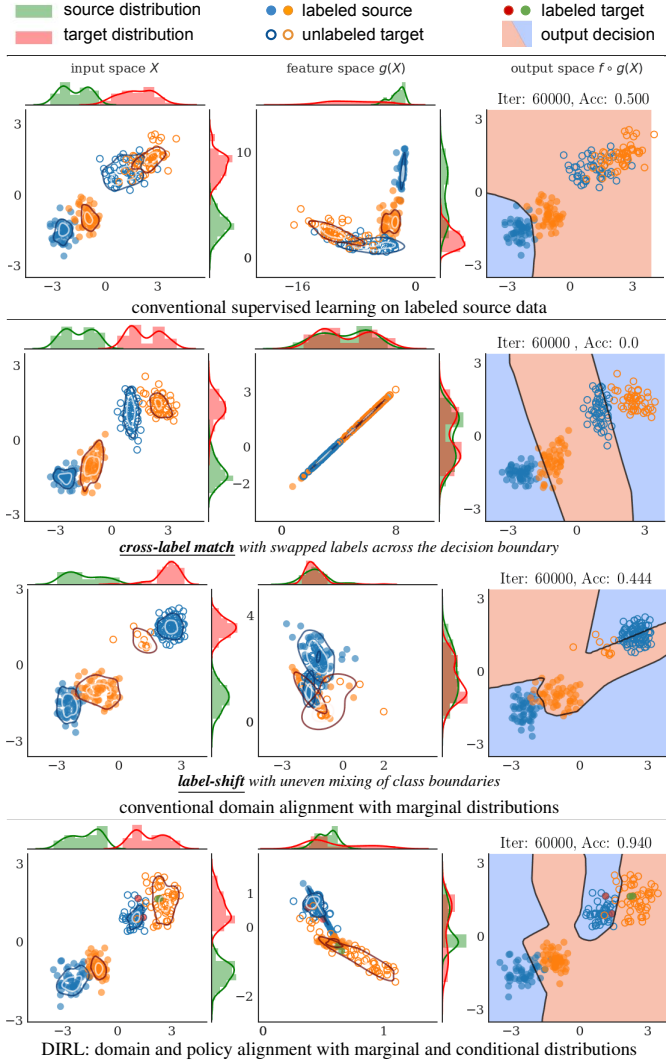 source distribution
labeled source
labeled target
target distribution
unlabeled target
output decision
input space X
feature space g(X)
output space f ∘ g(X)
Iter: 60000, Acc: 0.500
3
0
-3
-3 0 3
10
0
-16 0
3
0
-3
-3 0 3
conventional supervised learning on labeled source data
Iter: 60000 , Acc: 0.0
3
0
-3
-3 0 3
3
0
-2
0 8
3
0
-3
-3 0 3
cross-label match with swapped labels across the decision boundary
Iter: 60000, Acc: 0.444
3
0
-3
-3 0 3
4
2
0
-3 0 3
3
0
-3
-3 0 3
label-shift with uneven mixing of class boundaries
conventional domain alignment with marginal distributions
Iter: 60000, Acc: 0.940
3
0
-3
-3 0 3
1
0
-2
0 1
3
0
-3
-3 0 3
DIRL: domain and policy alignment with marginal and conditional distributions